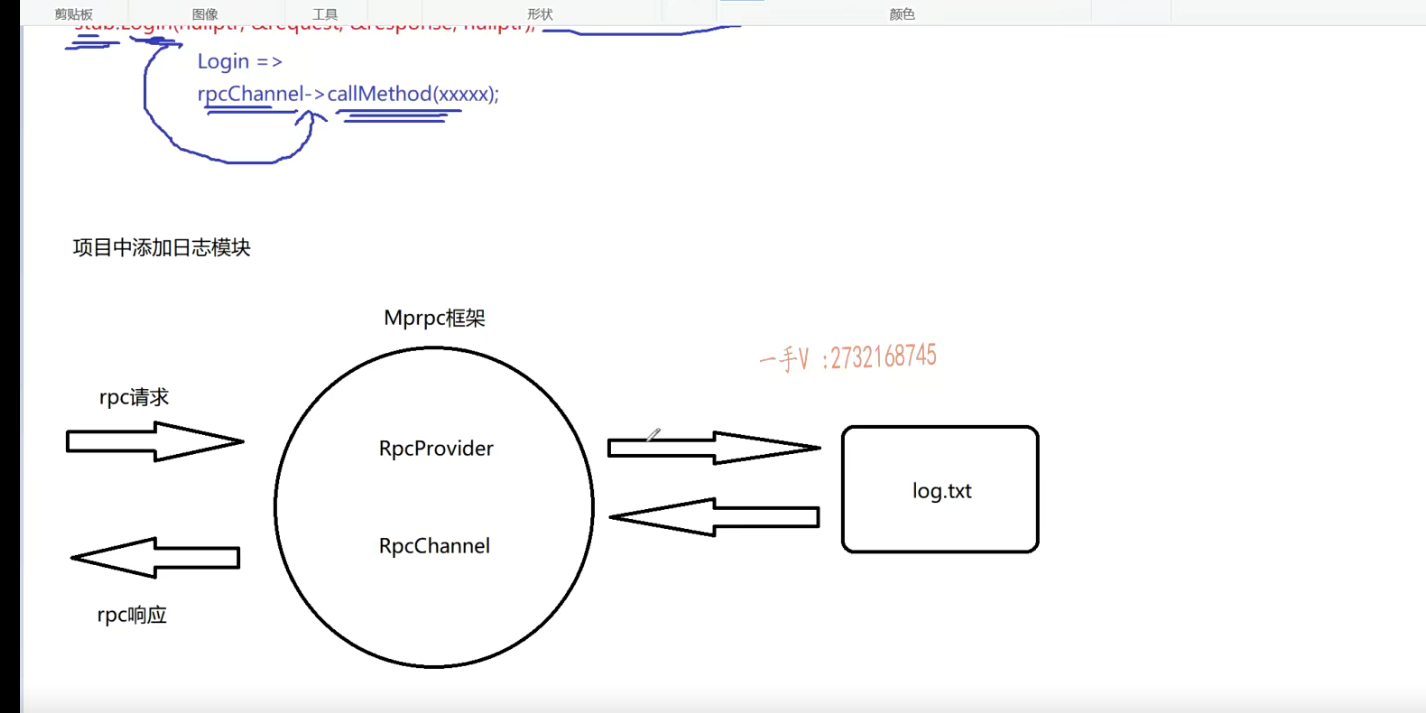 剪贴板 图像 工具 形状 颜色
stub.Login(nullptr, &request, &response, nullptr);
Login =>
rpcChannel->callMethod(xxxxx);
项目中添加日志模块
Mprpc框架
一手V :2732168745
rpc请求
RpcProvider
log.txt
RpcChannel
rpc响应